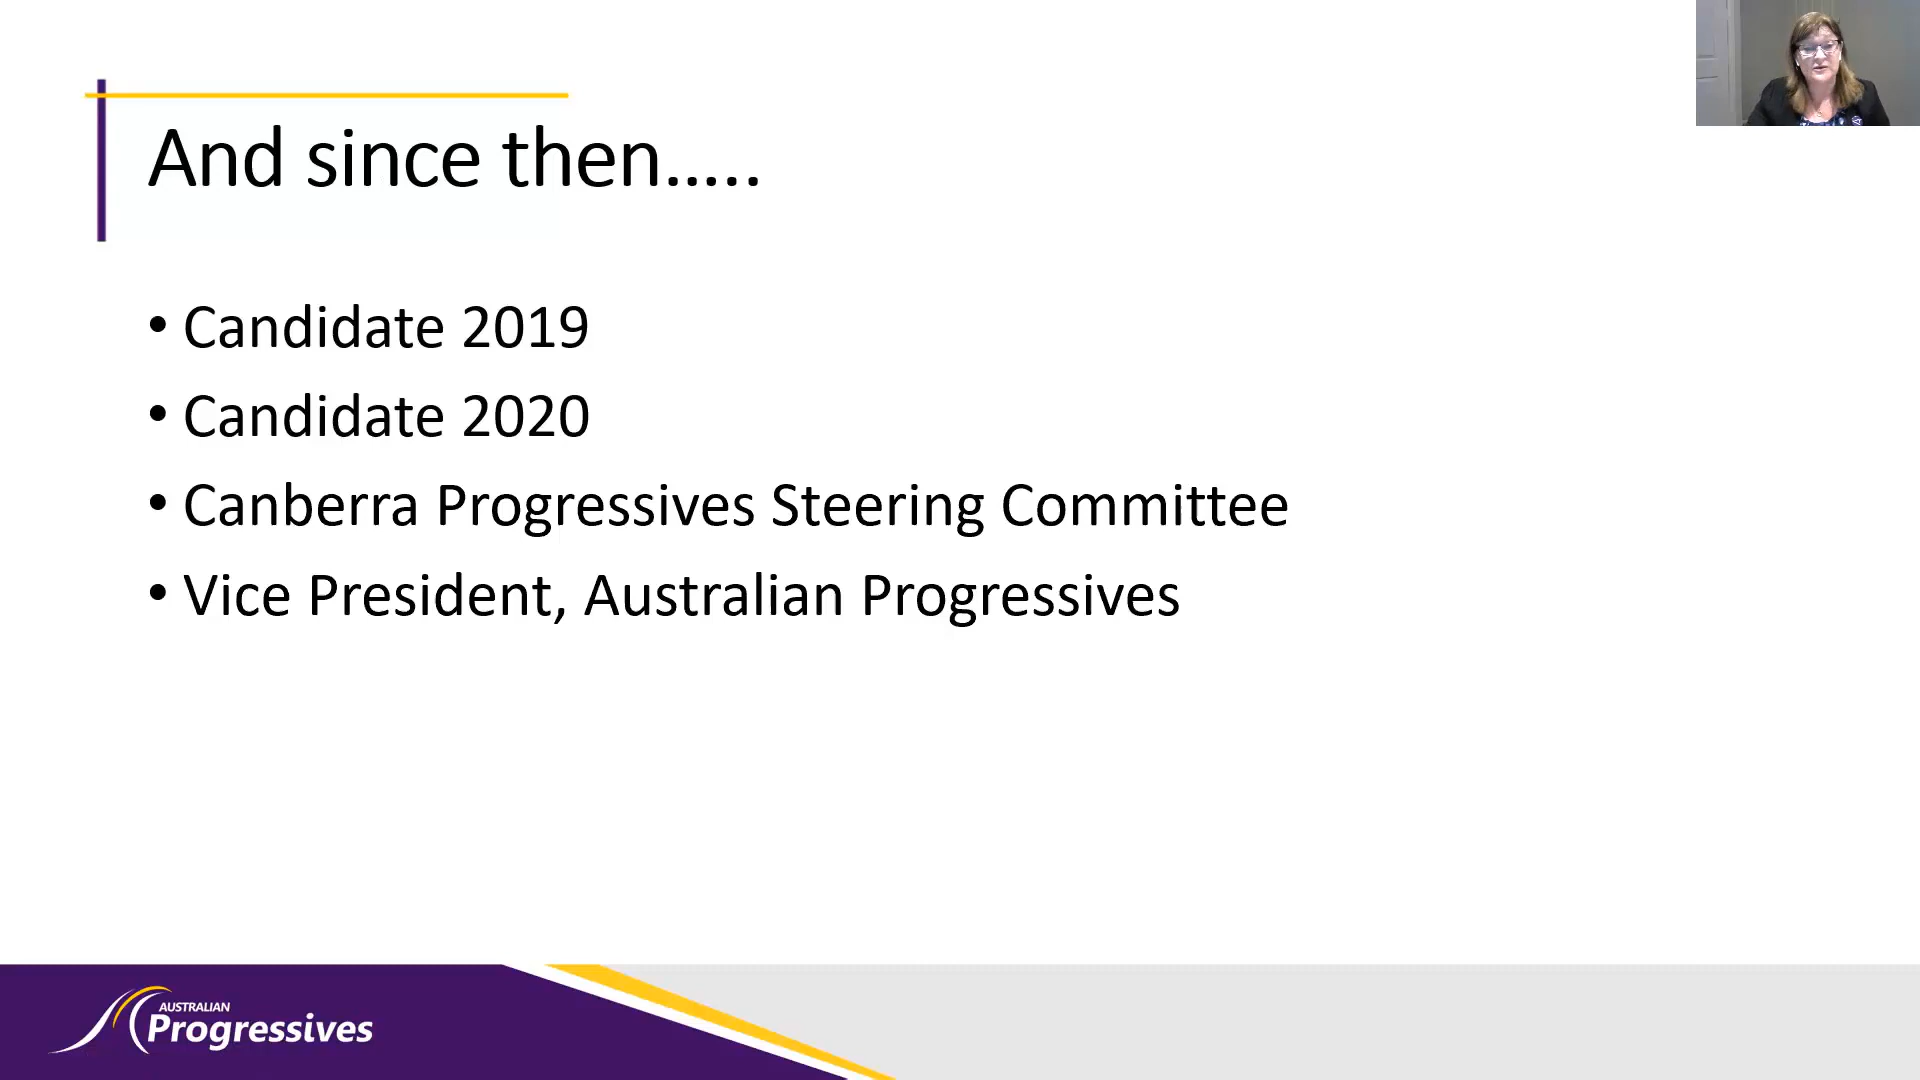 And since then…..
• Candidate 2019
• Candidate 2020
• Canberra Progressives Steering Committee
• Vice President, Australian Progressives
AUSTRALIAN
Progressives